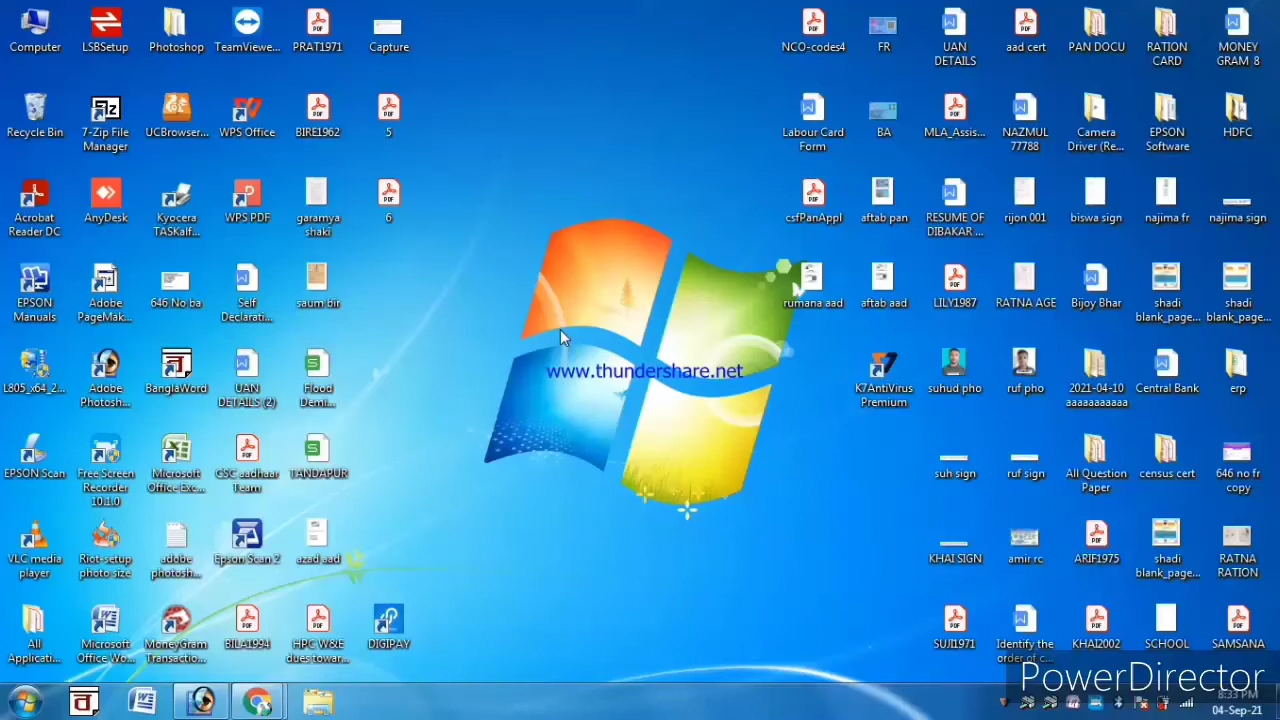 Computer
LSBSetup
Photoshop
TeamViewe...
PRAT1971
Capture
NCO-codes4
FR
UAN
DETAILS
aad cert
PAN DOCU
RATION
CARD
MONEY
GRAM 8
Recycle Bin
7-Zip File
Manager
UCBrowser...
WPS Office
BIRE1962
5
Labour Card
Form
BA
MLA_Assis...
NAZMUL
77788
Camera
Driver (Re...
EPSON
Software
HDFC
Acrobat
Reader DC
AnyDesk
Kyocera
TASKalf...
WPS PDF
garamya
shaki
6
csfPanAppl
aftab pan
RESUME OF
DIBAKAR ...
rijon 001
biswa sign
najima fr
najima sign
EPSON
Manuals
Adobe
PageMak...
646 No ba
Self
Declarati...
saum bir
rumana aad
aftab aad
LILY1987
RATNA AGE
Bijoy Bhar
shadi
blank_page...
shadi
blank_page...
www.thundershare.net
L805_x64_2...
Adobe
Photosh...
BanglaWord
UAN
DETAILS (2)
Flood
Demi...
K7AntiVirus
Premium
suhud pho
ruf pho
2021-04-10
aaaaaaaaaaa
Central Bank
erp
EPSON Scan
Free Screen
Recorder
10.1.0
Microsoft
Office Exc...
CSC aadhaar
Team
TANDAPUR
suh sign
ruf sign
All Question
Paper
census cert
646 no fr
copy
VLC media
player
Riot-setup
photo size
adobe
photosh...
Epson Scan 2
azad aad
KHAI SIGN
amir rc
ARIF1975
shadi
blank_page...
RATNA
RATION
All
Applicati...
Microsoft
Office Wo...
MoneyGram
Transactio...
BILA1994
HPC W&E
dues towar...
DIGIPAY
SUJI1971
Identify the
order of c...
KHAI2002
SCHOOL
SAMSANA
PowerDirector
8:33 PM
04-Sep-21